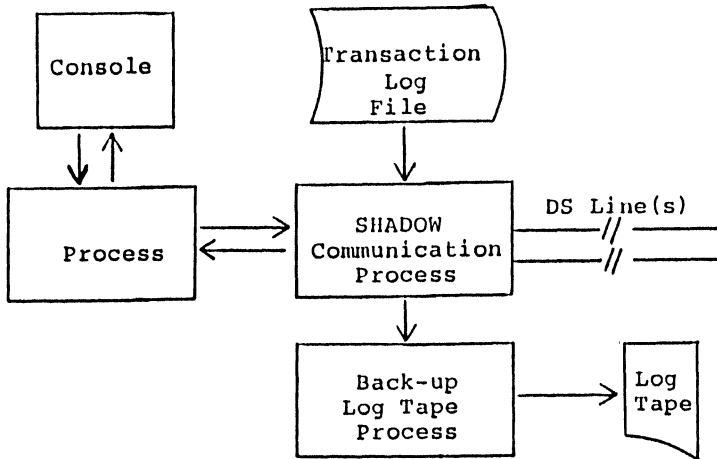 Console
Transaction
Log
File
Process
SHADOW
Communication
Process
DS Line(s)
Back-up
Log Tape
Process
Log
Tape